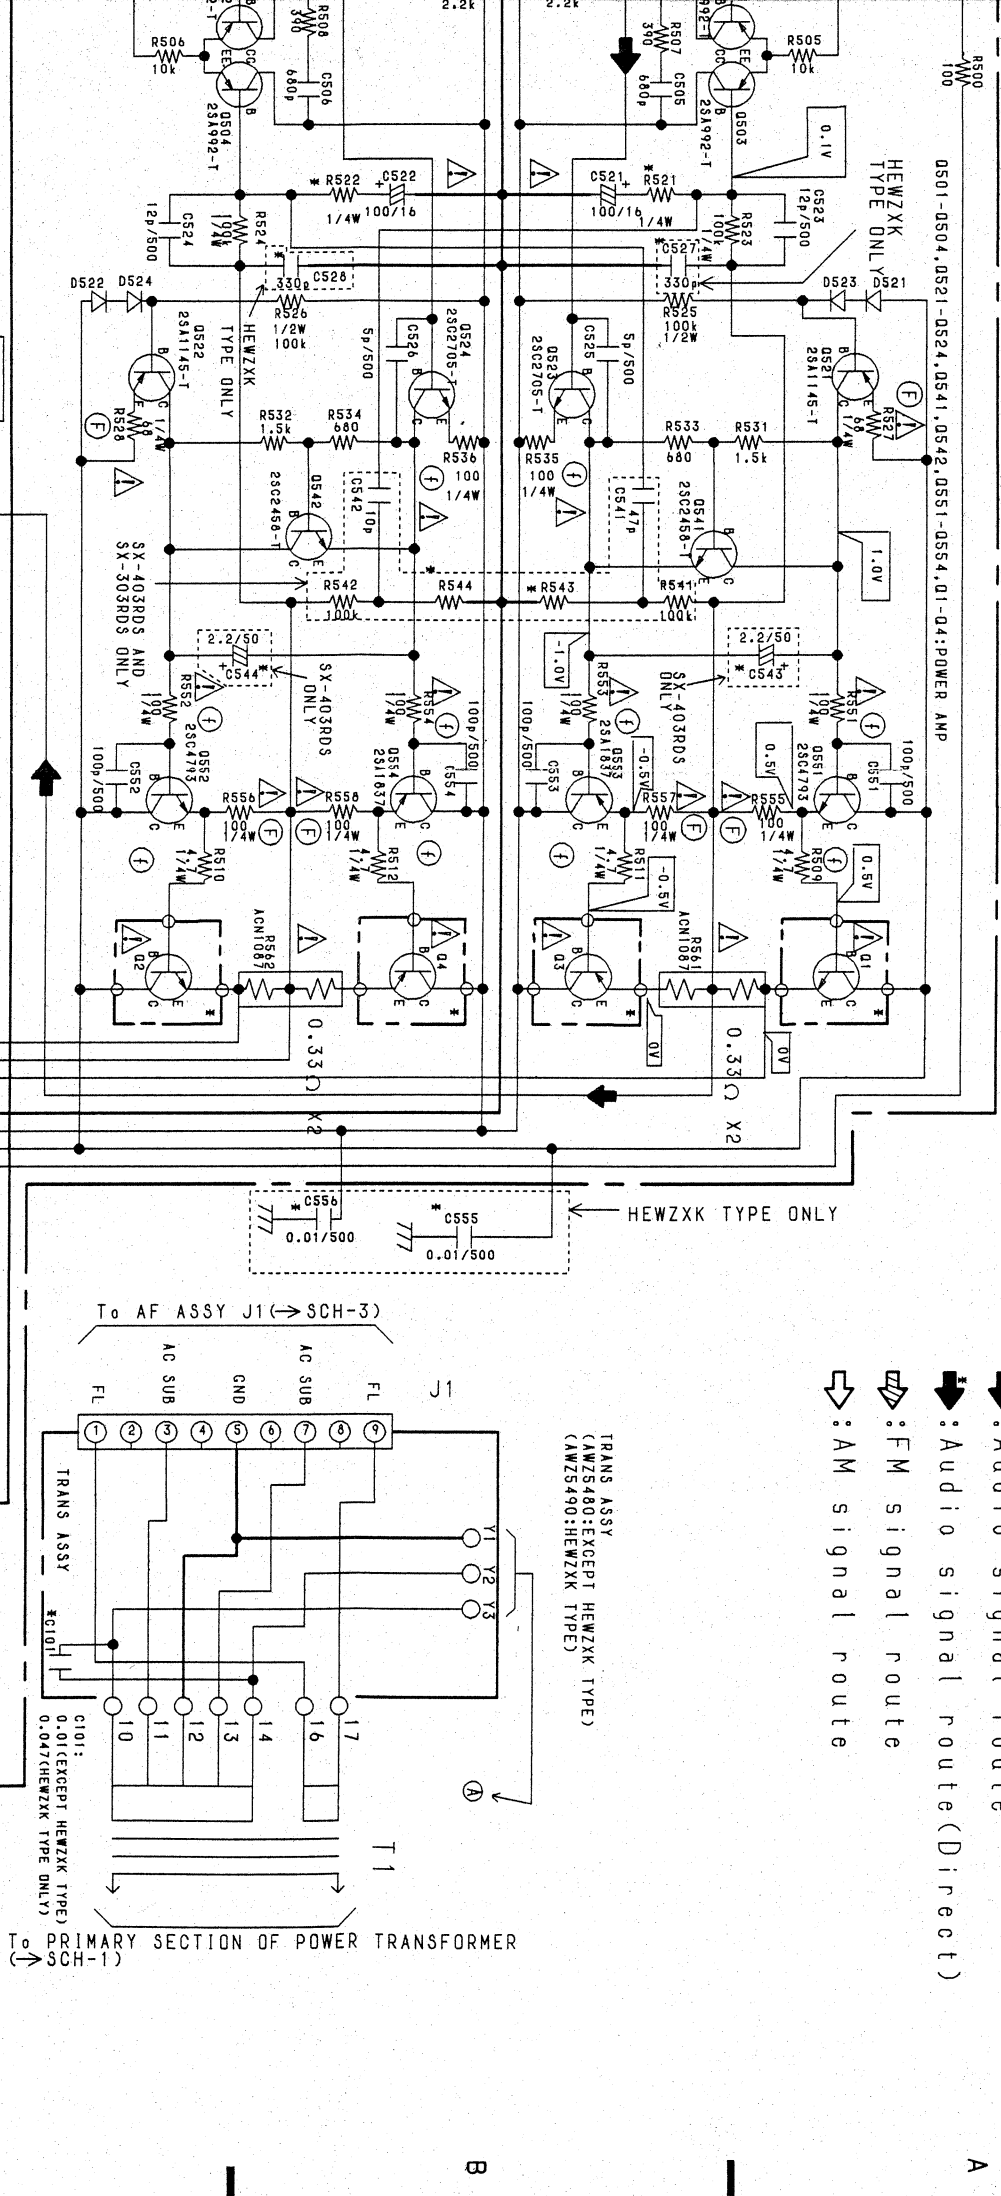 2.2k
2.2k
R506
10k
R508
390
C506
680p
Q504
2SA992-T
R507
390
C505
680p
Q503
2SA992-T
R505
10k
R500
100
0.1V
HEWZXK
TYPE ONLY
Q501-Q504,Q521-Q524,Q541,Q542,Q551-Q554,Q1-Q4:POWER AMP
* R522
1/4W
C522
100/16
C521
100/16
* R521
1/4W
C523
12p/500
R523
100k
1/4W
C524
12p/500
R524
100k
1/4W
* C528
330p
* C527
330p
D522 D524
D523 D521
R526
1/2W
100k
R525
100k
1/2W
HEWZXK
TYPE ONLY
Q522
2SA1145-T
C526
5p/500
Q524
2SC2705-T
Q523
2SC2705-T
C525
5p/500
Q521
2SA1145-T
R528
68
1/4W
R527
68
1/4W
R532
1.5k
R534
680
R536
100
1/4W
R535
100
1/4W
R533
680
R531
1.5k
Q542
2SC2458-T
C542
10p
C541
47p
Q541
2SC2458-T
1.0V
SX-403RDS AND
SX-303RDS ONLY
R542
100k
R544
* R543
R541
100k
2.2/50
C544 *
SX-403RDS
ONLY
-1.0V
2.2/50
* C543
SX-403RDS
ONLY
R552
100
1/4W
R554
100
1/4W
R553
100
1/4W
R551
100
1/4W
C552
100p/500
Q552
2SC4793
Q554
2SA1837
C554
100p/500
C553
100p/500
Q553
2SA1837
-0.5V
0.5V
Q551
2SC4793
C551
100p/500
R556
100
1/4W
R558
100
1/4W
R557
100
1/4W
R555
100
1/4W
R510
4.7
1/4W
R512
4.7
1/4W
R511
4.7
1/4W
-0.5V
R509
4.7
1/4W
0.5V
Q2
R562
ACN1087
Q4
Q3
R561
ACN1087
Q1
0.33Ω X2
0V
0.33Ω X2
0V
* C556
0.01/500
* C555
0.01/500
HEWZXK TYPE ONLY
To AF ASSY J1(→SCH-3)
FL
AC SUB
GND
AC SUB
FL
J1
1 2 3 4 5 6 7 8 9
TRANS ASSY
TRANS ASSY
(AWZ5480:EXCEPT HEWZXK TYPE)
(AWZ5490:HEWZXK TYPE)
Y1
Y2
Y3
*C101
10 11 12 13 14 16 17
C101:
0.01(EXCEPT HEWZXK TYPE)
0.047(HEWZXK TYPE ONLY)
A
T1
To PRIMARY SECTION OF POWER TRANSFORMER
(→SCH-1)
:Audio signal route(Direct)
:FM signal route
:AM signal route
B
A